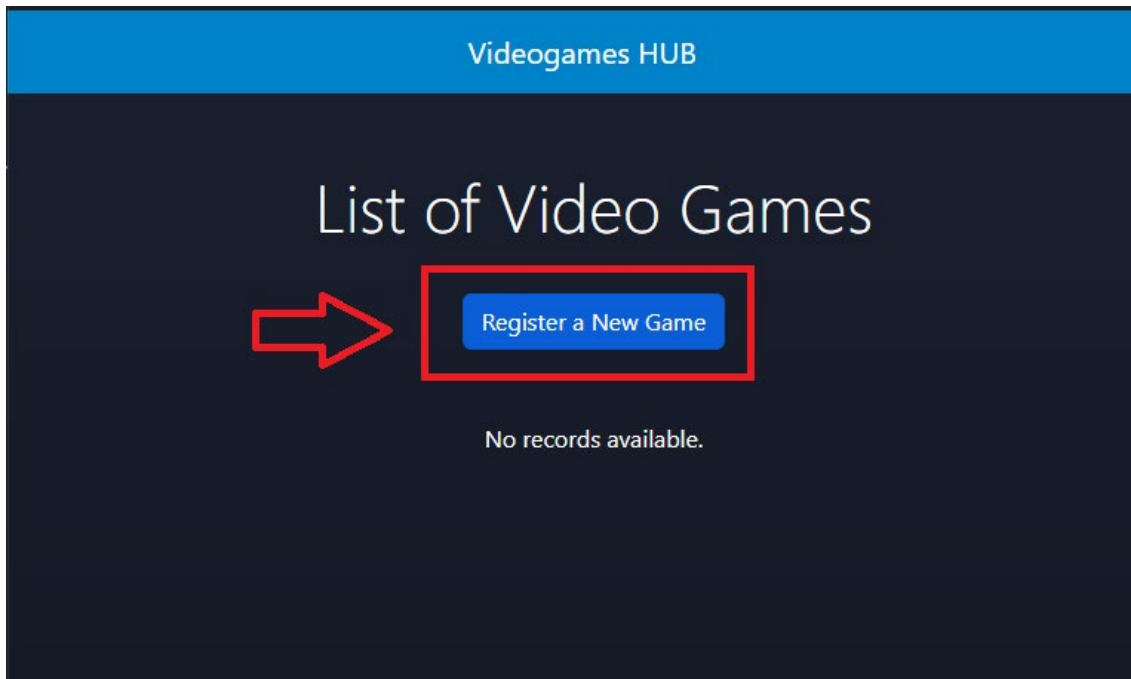 Videogames HUB
List of Video Games
Register a New Game
No records available.